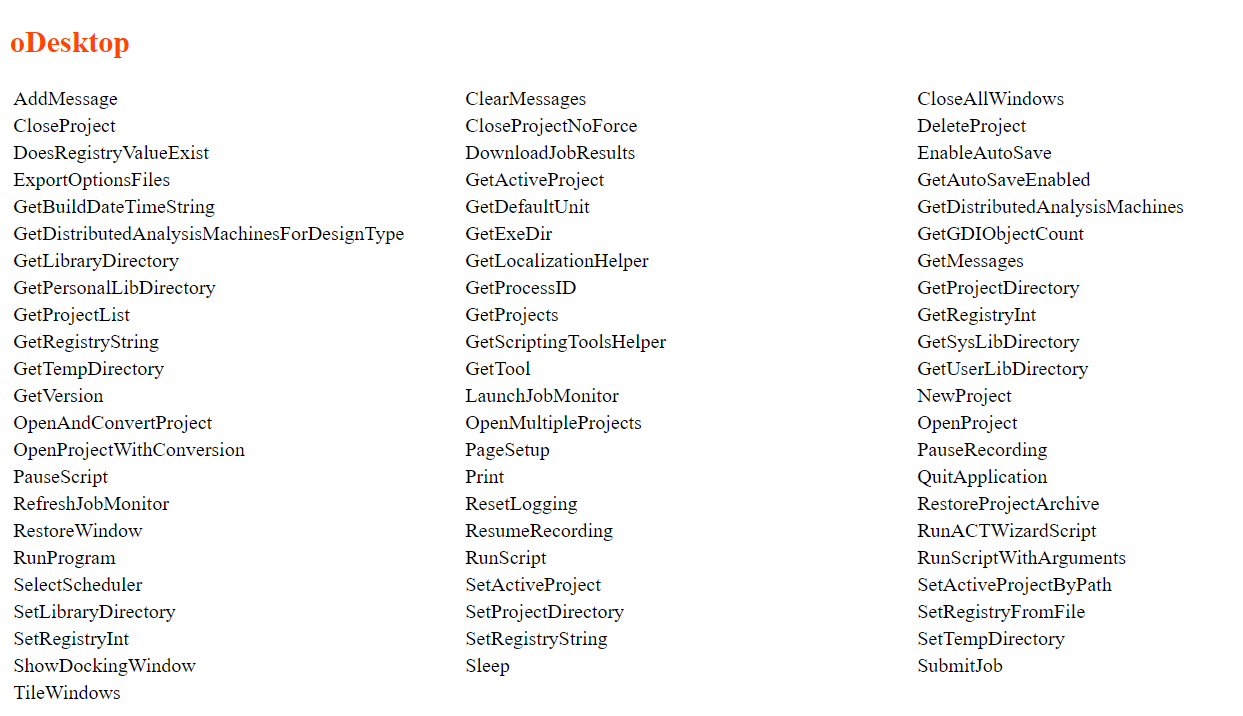 oDesktop
AddMessage ClearMessages CloseAllWindows
CloseProject CloseProjectNoForce DeleteProject
DoesRegistryValueExist DownloadJobResults EnableAutoSave
ExportOptionsFiles GetActiveProject GetAutoSaveEnabled
GetBuildDateTimeString GetDefaultUnit GetDistributedAnalysisMachines
GetDistributedAnalysisMachinesForDesignType GetExeDir GetGDIObjectCount
GetLibraryDirectory GetLocalizationHelper GetMessages
GetPersonalLibDirectory GetProcessID GetProjectDirectory
GetProjectList GetProjects GetRegistryInt
GetRegistryString GetScriptingToolsHelper GetSysLibDirectory
GetTempDirectory GetTool GetUserLibDirectory
GetVersion LaunchJobMonitor NewProject
OpenAndConvertProject OpenMultipleProjects OpenProject
OpenProjectWithConversion PageSetup PauseRecording
PauseScript Print QuitApplication
RefreshJobMonitor ResetLogging RestoreProjectArchive
RestoreWindow ResumeRecording RunACTWizardScript
RunProgram RunScript RunScriptWithArguments
SelectScheduler SetActiveProject SetActiveProjectByPath
SetLibraryDirectory SetProjectDirectory SetRegistryFromFile
SetRegistryInt SetRegistryString SetTempDirectory
ShowDockingWindow Sleep SubmitJob
TileWindows